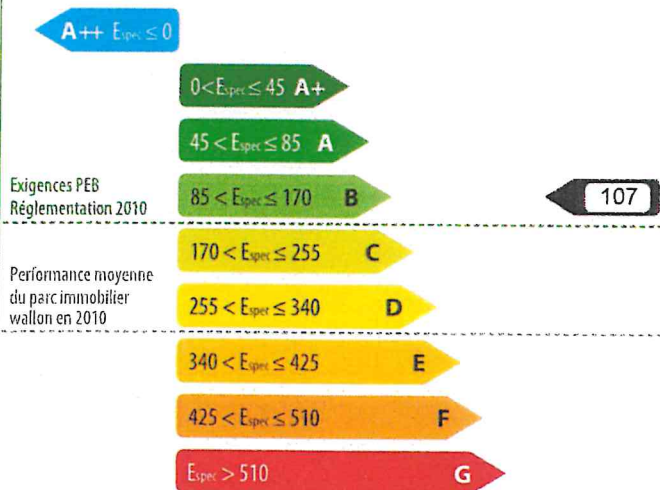 A++ Espec ≤ 0
0 < Espec ≤ 45 A+
45 < Espec ≤ 85 A
Exigences PEB
Réglementation 2010
85 < Espec ≤ 170 B
107
170 < Espec ≤ 255 C
Performance moyenne
du parc immobilier
wallon en 2010
255 < Espec ≤ 340 D
340 < Espec ≤ 425 E
425 < Espec ≤ 510 F
Espec > 510 G